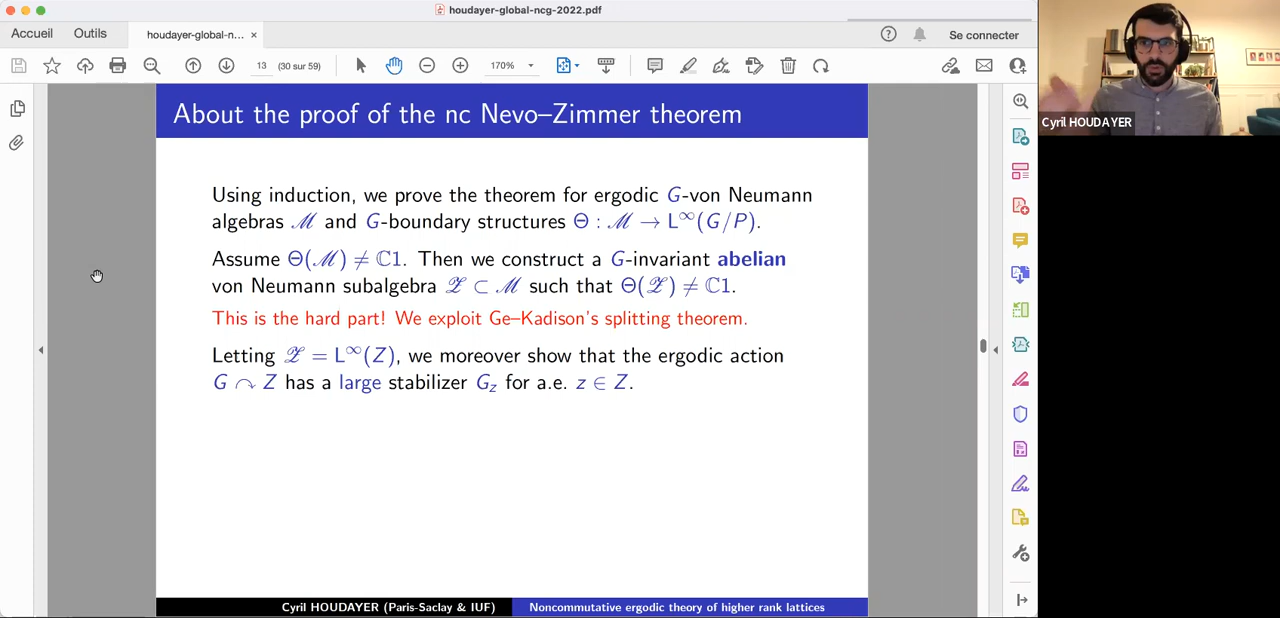 houdayer-global-ncg-2022.pdf
Accueil Outils houdayer-global-n... × Se connecter
13 (30 sur 59) 170%
About the proof of the nc Nevo–Zimmer theorem
Using induction, we prove the theorem for ergodic G-von Neumann
algebras ℳ and G-boundary structures Θ : ℳ → L∞(G/P).
Assume Θ(ℳ) ≠ ℂ1. Then we construct a G-invariant abelian
von Neumann subalgebra 𝒵 ⊂ ℳ such that Θ(𝒵) ≠ ℂ1.
This is the hard part! We exploit Ge–Kadison's splitting theorem.
Letting 𝒵 = L∞(Z), we moreover show that the ergodic action
G ↷ Z has a large stabilizer G_z for a.e. z ∈ Z.
Cyril HOUDAYER (Paris-Saclay & IUF) Noncommutative ergodic theory of higher rank lattices
Cyril HOUDAYER